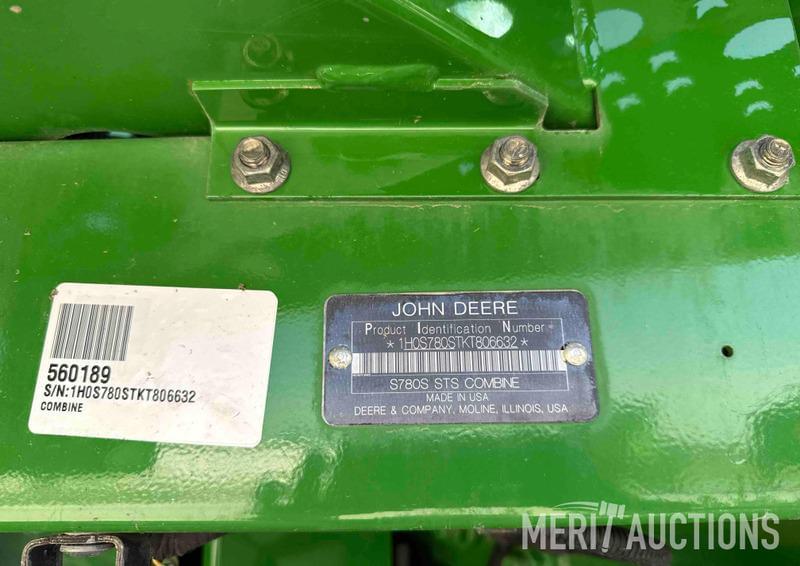 560189
S/N:1H0S780STKT806632
COMBINE
JOHN DEERE
Product Identification Number
*1H0S780STKT806632*
S780S STS COMBINE
MADE IN USA
DEERE & COMPANY, MOLINE, ILLINOIS, USA
MERIT AUCTIONS